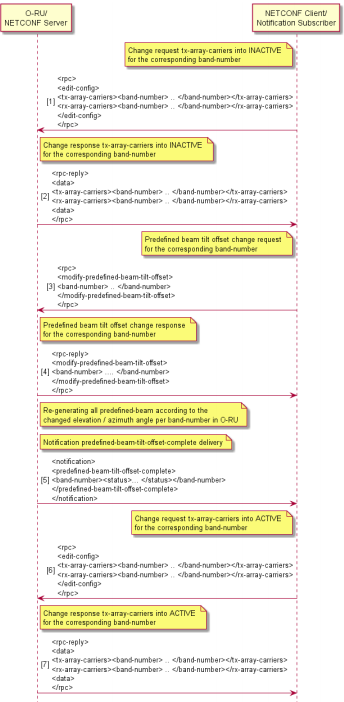 O-RU/
NETCONF Server
NETCONF Client/
Notification Subscriber
Change request tx-array-carriers into INACTIVE
for the corresponding band-number
<rpc>
<edit-config>
[1] <tx-array-carriers><band-number> .. </band-number></tx-array-carriers>
<rx-array-carriers><band-number> .. </band-number></rx-array-carriers>
</edit-config>
</rpc>
Change response tx-array-carriers into INACTIVE
for the corresponding band-number
<rpc-reply>
<data>
[2] <tx-array-carriers><band-number> .. </band-number></tx-array-carriers>
<rx-array-carriers><band-number> .. </band-number></rx-array-carriers>
<data>
</rpc>
Predefined beam tilt offset change request
for the corresponding band-number
<rpc>
<modify-predefined-beam-tilt-offset>
[3] <band-number> .. </band-number>
</modify-predefined-beam-tilt-offset>
</rpc>
Predefined beam tilt offset change response
for the corresponding band-number
<rpc-reply>
<modify-predefined-beam-tilt-offset>
[4] <band-number> .... </band-number>
</modify-predefined-beam-tilt-offset>
</rpc>
Re-generating all predefined-beam according to the
changed elevation / azimuth angle per band-number in O-RU
Notification predefined-beam-tilt-offset-complete delivery
<notification>
<predefined-beam-tilt-offset-complete>
[5] <band-number><status>... </status></band-number>
</predefined-beam-tilt-offset-complete>
</notification>
Change request tx-array-carriers into ACTIVE
for the corresponding band-number
<rpc>
<edit-config>
[6] <tx-array-carriers><band-number> .. </band-number></tx-array-carriers>
<rx-array-carriers><band-number> .. </band-number></rx-array-carriers>
</edit-config>
</rpc>
Change response tx-array-carriers into ACTIVE
for the corresponding band-number
<rpc-reply>
<data>
[7] <tx-array-carriers><band-number> .. </band-number></tx-array-carriers>
<rx-array-carriers><band-number> .. </band-number></rx-array-carriers>
<data>
</rpc>